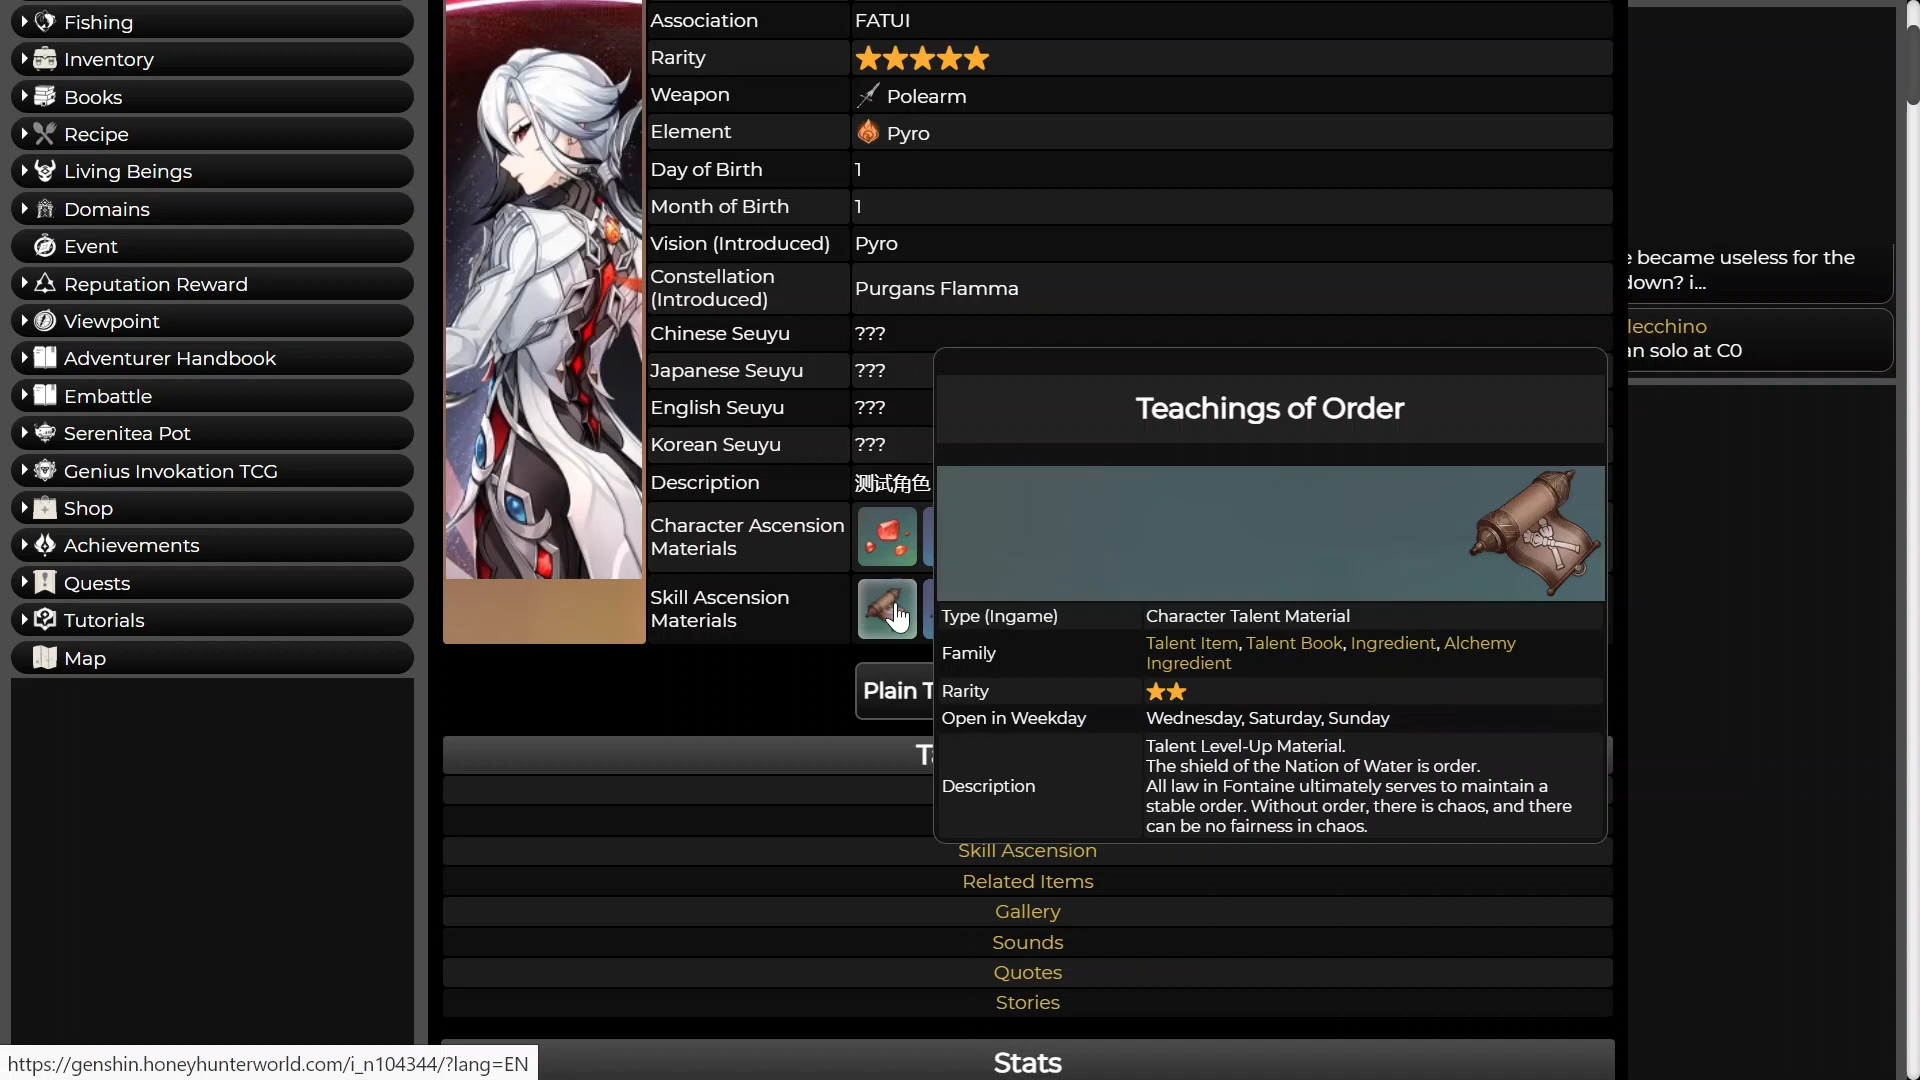 Fishing
Inventory
Books
Recipe
Living Beings
Domains
Event
Reputation Reward
Viewpoint
Adventurer Handbook
Embattle
Serenitea Pot
Genius Invokation TCG
Shop
Achievements
Quests
Tutorials
Map
Association FATUI
Rarity
Weapon Polearm
Element Pyro
Day of Birth 1
Month of Birth 1
Vision (Introduced) Pyro
Constellation
(Introduced)
Purgans Flamma
Chinese Seuyu ???
Japanese Seuyu ???
English Seuyu ???
Korean Seuyu ???
Description 测试角色
Character Ascension
Materials
Skill Ascension
Materials
Plain T
Teachings of Order
Type (Ingame) Character Talent Material
Family
Talent Item, Talent Book, Ingredient, Alchemy
Ingredient
Rarity
Open in Weekday Wednesday, Saturday, Sunday
Description
Talent Level-Up Material.
The shield of the Nation of Water is order.
All law in Fontaine ultimately serves to maintain a
stable order. Without order, there is chaos, and there
can be no fairness in chaos.
Skill Ascension
Related Items
Gallery
Sounds
Quotes
Stories
Stats
e became useless for the
down? i...
lecchino
an solo at C0
https://genshin.honeyhunterworld.com/i_n104344/?lang=EN